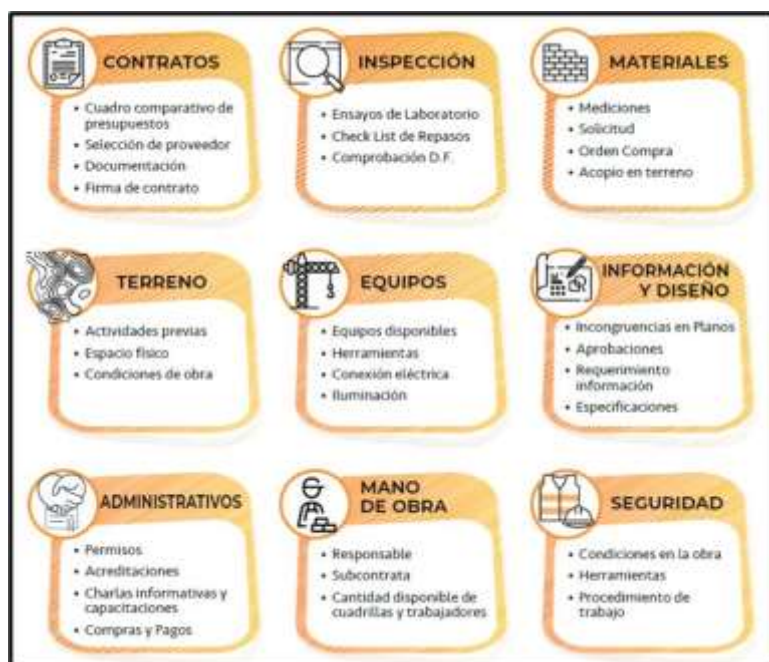 CONTRATOS
• Cuadro comparativo de
presupuestos
• Selección de proveedor
• Documentación
• Firma de contrato
INSPECCIÓN
• Ensayos de Laboratorio
• Check List de Repasos
• Comprobación D.F.
MATERIALES
• Mediciones
• Solicitud
• Orden Compra
• Acopio en terreno
TERRENO
• Actividades previas
• Espacio físico
• Condiciones de obra
EQUIPOS
• Equipos disponibles
• Herramientas
• Conexión eléctrica
• Iluminación
INFORMACIÓN
Y DISEÑO
• Incongruencias en Planos
• Aprobaciones
• Requerimiento
información
• Especificaciones
ADMINISTRATIVOS
• Permisos
• Acreditaciones
• Charlas informativas y
capacitaciones
• Compras y Pagos
MANO
DE OBRA
• Responsable
• Subcontrata
• Cantidad disponible de
cuadrillas y trabajadores
SEGURIDAD
• Condiciones en la obra
• Herramientas
• Procedimiento de
trabajo